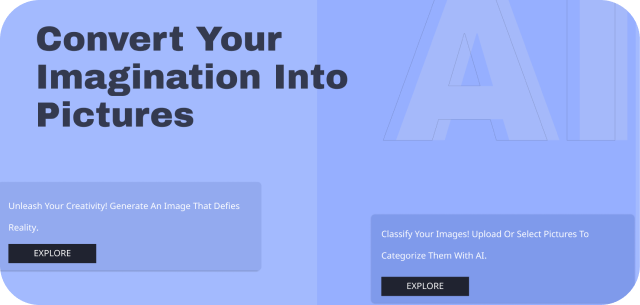 Convert Your
Imagination Into
Pictures
AI
Unleash Your Creativity! Generate An Image That Defies
Reality.
EXPLORE
Classify Your Images! Upload Or Select Pictures To
Categorize Them With AI.
EXPLORE